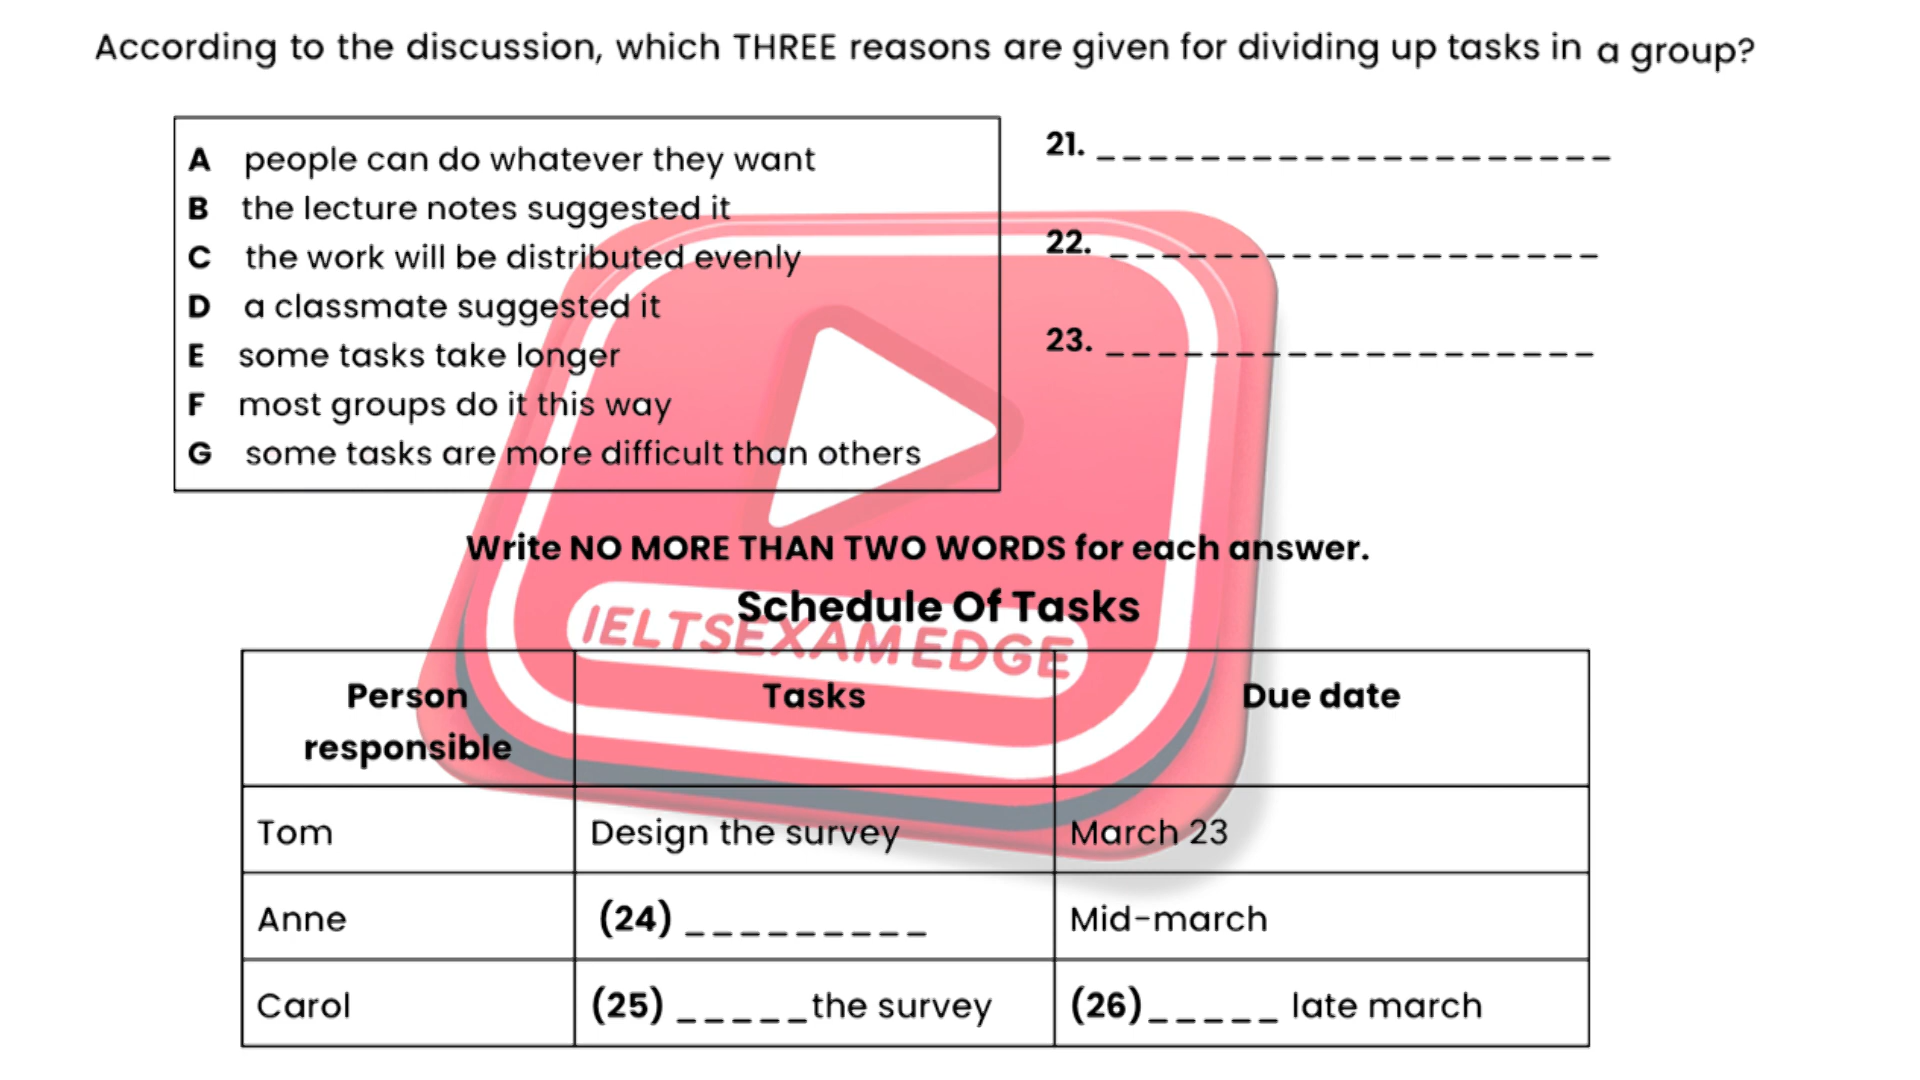 According to the discussion, which THREE reasons are given for dividing up tasks in a group?
A people can do whatever they want
B the lecture notes suggested it
C the work will be distributed evenly
D a classmate suggested it
E some tasks take longer
F most groups do it this way
G some tasks are more difficult than others
21. ____________________
22. ___________________
23. ___________________
Write NO MORE THAN TWO WORDS for each answer.
Schedule Of Tasks
IELTSEXAMEDGE
Person responsible Tasks Due date
Tom Design the survey March 23
Anne (24) _________ Mid-march
Carol (25) _____the survey (26)_____ late march